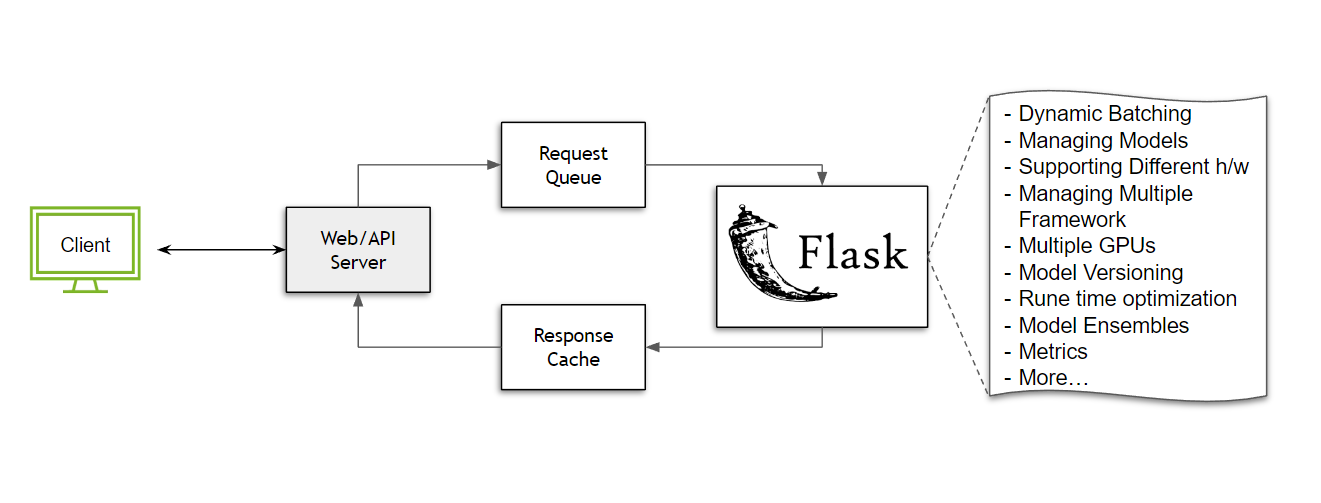 Client
Web/API
Server
Request
Queue
Flask
Response
Cache
- Dynamic Batching
- Managing Models
- Supporting Different h/w
- Managing Multiple
Framework
- Multiple GPUs
- Model Versioning
- Rune time optimization
- Model Ensembles
- Metrics
- More…